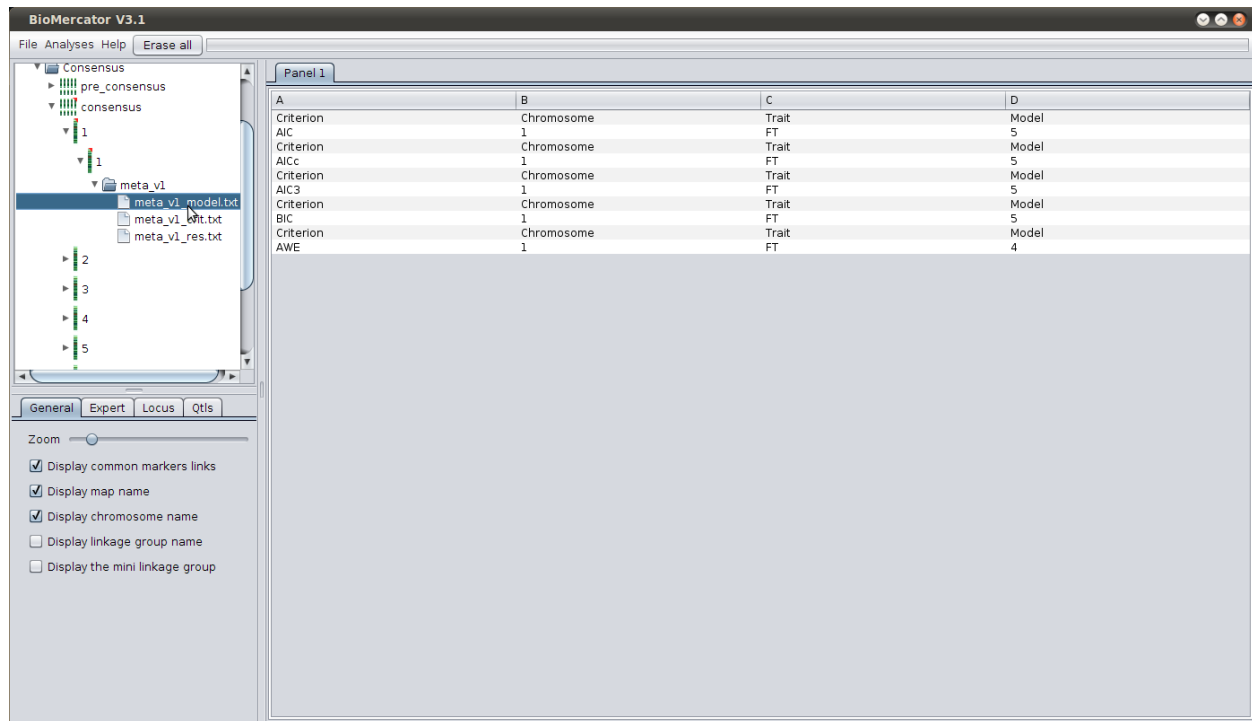 BioMercator V3.1
File Analyses Help Erase all
Consensus
pre_consensus
consensus
1
1
meta_v1
meta_v1_model.txt
meta_v1_res.txt
2
3
4
5
General Expert Locus Qtls
Zoom
Display common markers links
Display map name
Display chromosome name
Display linkage group name
Display the mini linkage group
Panel 1
A B C D
Criterion Chromosome Trait Model
AIC 1 FT 5
Criterion Chromosome Trait Model
AICc 1 FT 5
Criterion Chromosome Trait Model
AIC3 1 FT 5
Criterion Chromosome Trait Model
BIC 1 FT 5
Criterion Chromosome Trait Model
AWE 1 FT 4